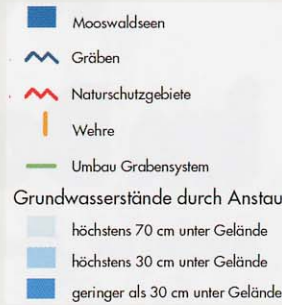 Mooswaldseen
Gräben
Naturschutzgebiete
Wehre
Umbau Grabensystem
Grundwasserstände durch Anstau
höchstens 70 cm unter Gelände
höchstens 30 cm unter Gelände
geringer als 30 cm unter Gelände